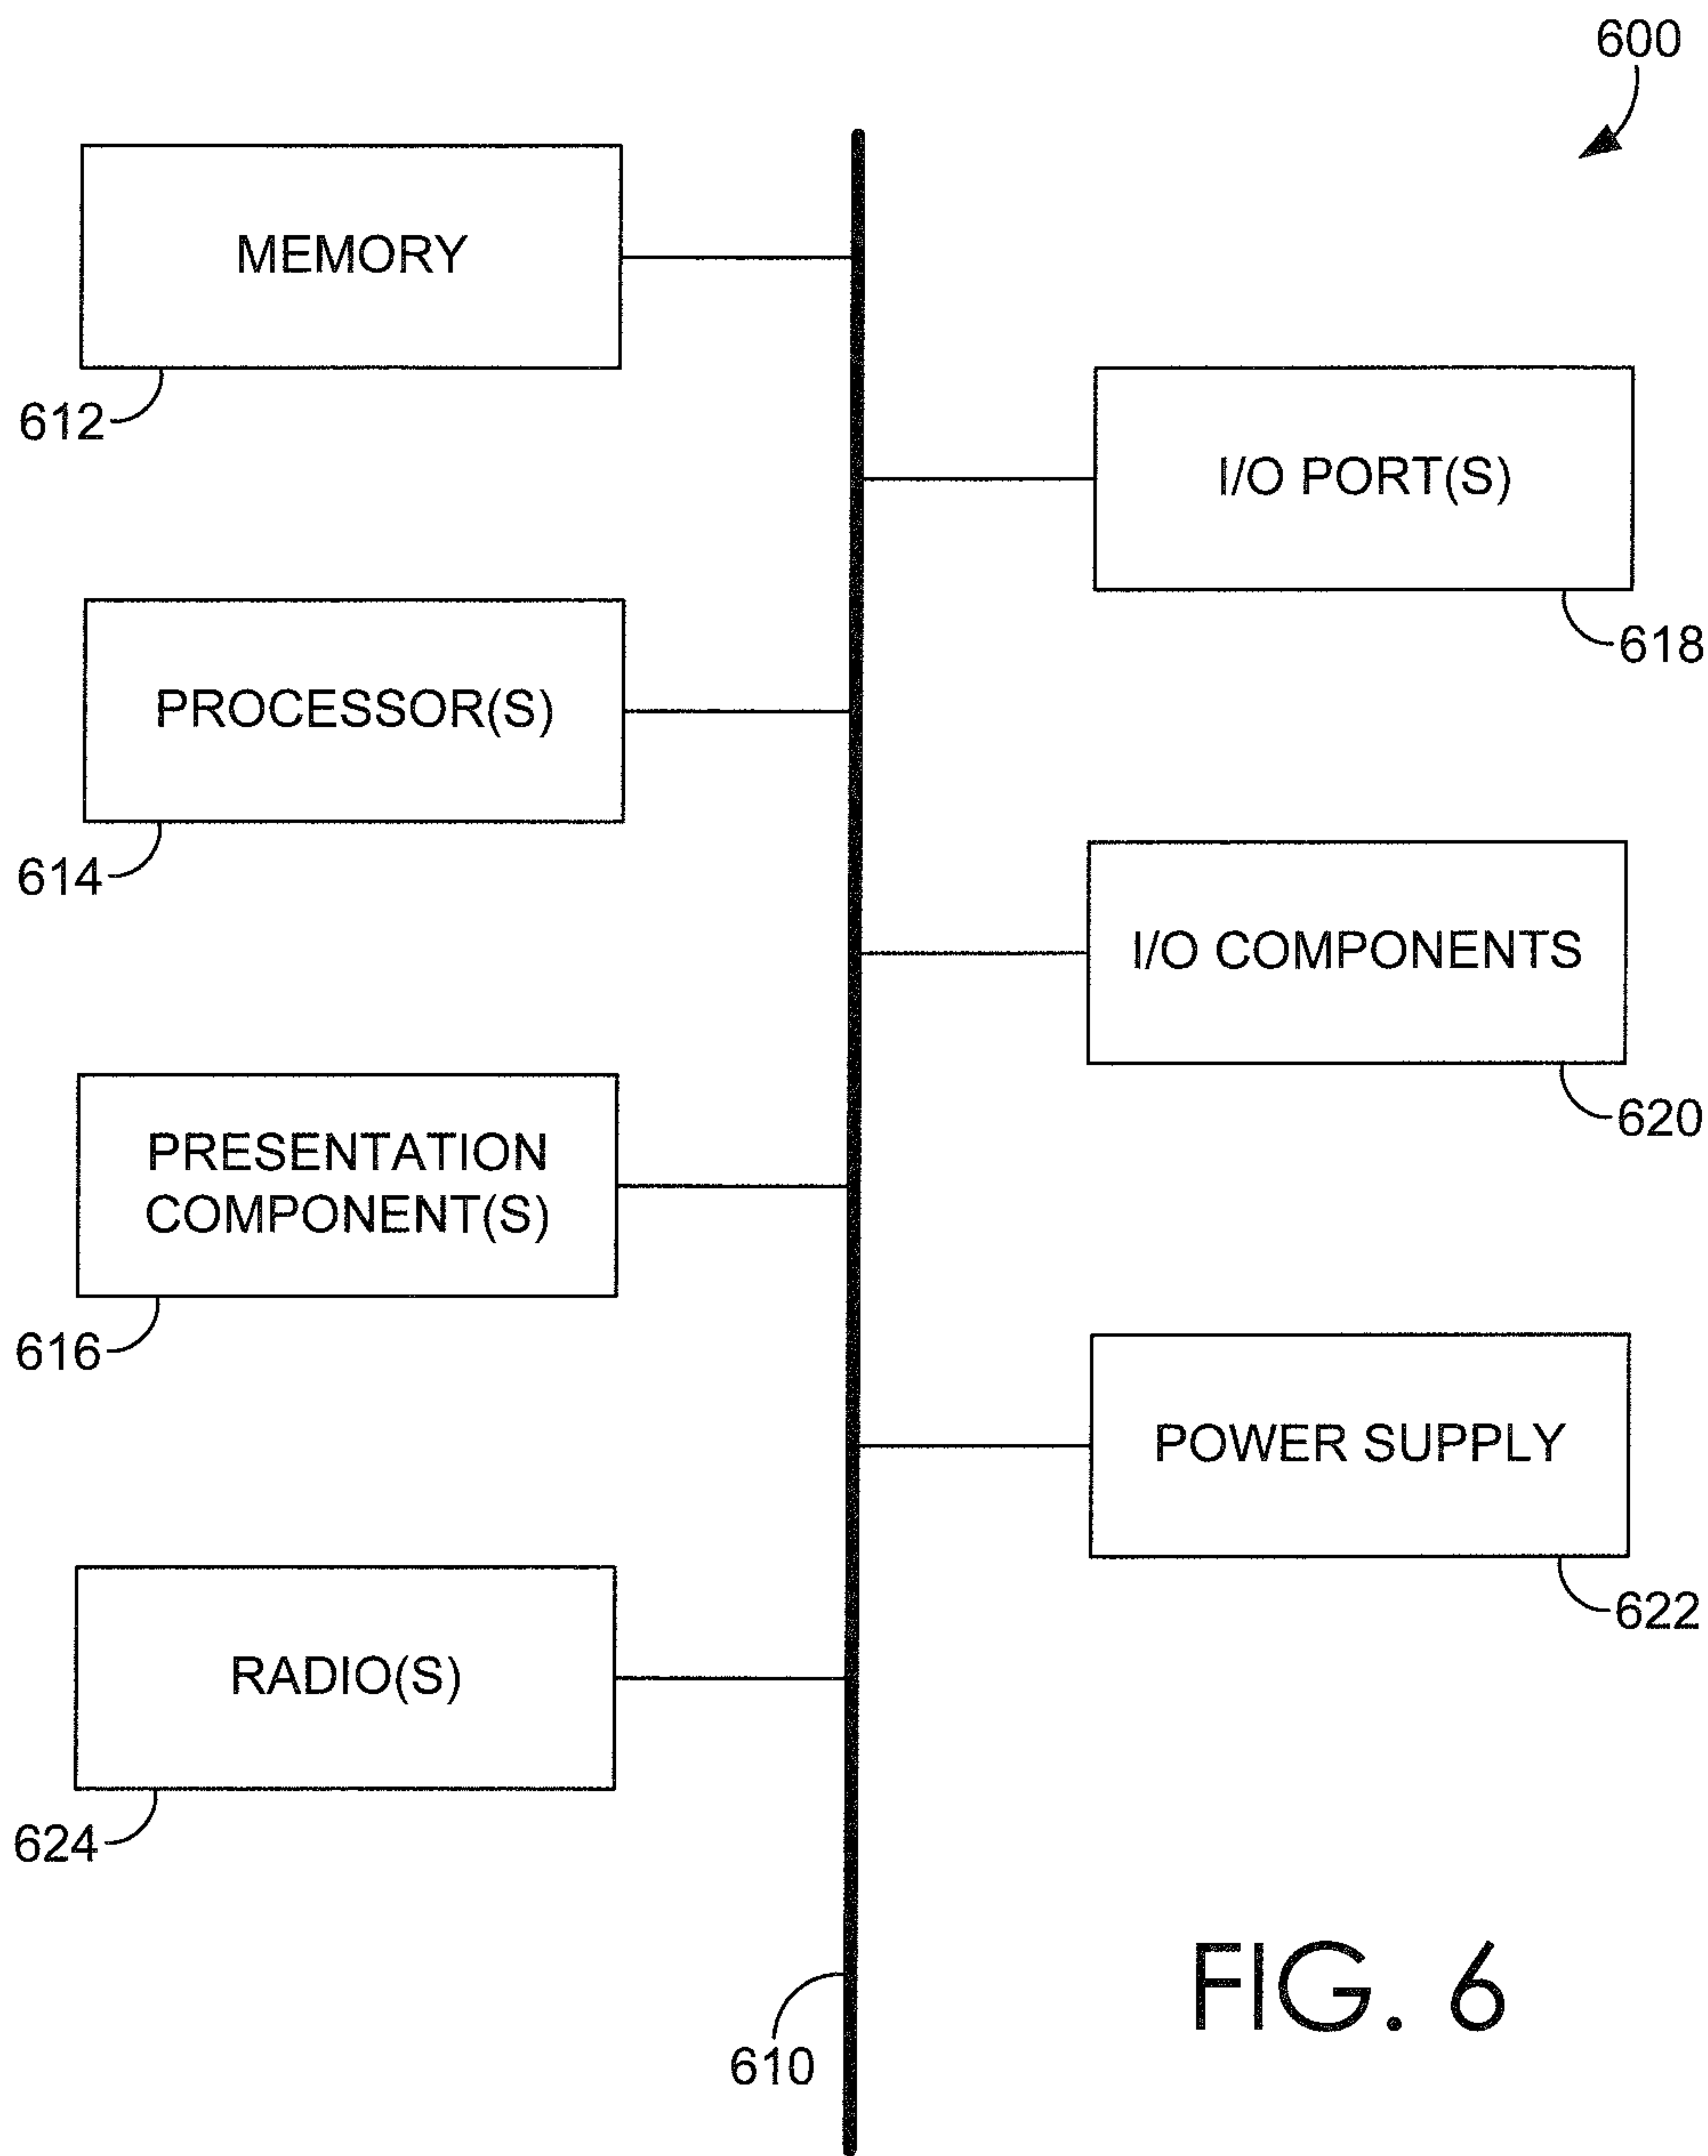 600
MEMORY
612
I/O PORT(S)
618
PROCESSOR(S)
614
I/O COMPONENTS
620
PRESENTATION
COMPONENT(S)
616
POWER SUPPLY
622
RADIO(S)
624
610
FIG. 6